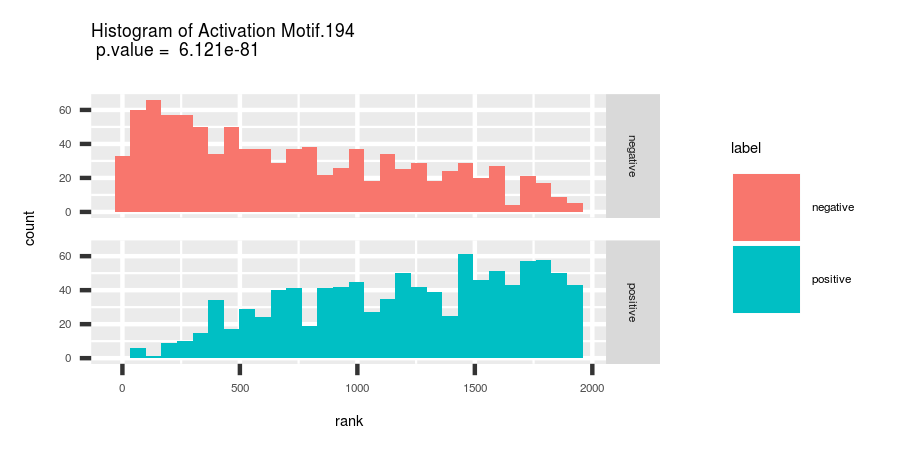 Histogram of Activation Motif.194
p.value =  6.121e-81
60
40
20
0
negative
60
40
20
0
positive
0 500 1000 1500 2000
rank
count
label
negative
positive